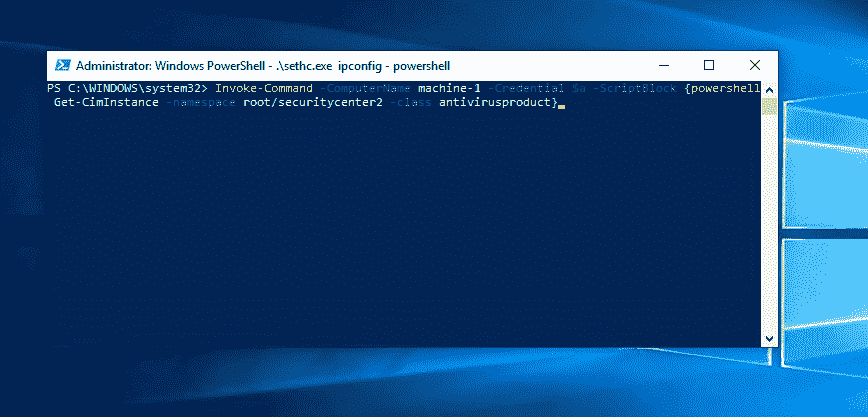 Administrator: Windows PowerShell - .\sethc.exe ipconfig - powershell
PS C:\WINDOWS\system32> Invoke-Command -ComputerName machine-1 -Credential $a -ScriptBlock {powershell
Get-CimInstance -namespace root/securitycenter2 -class antivirusproduct}